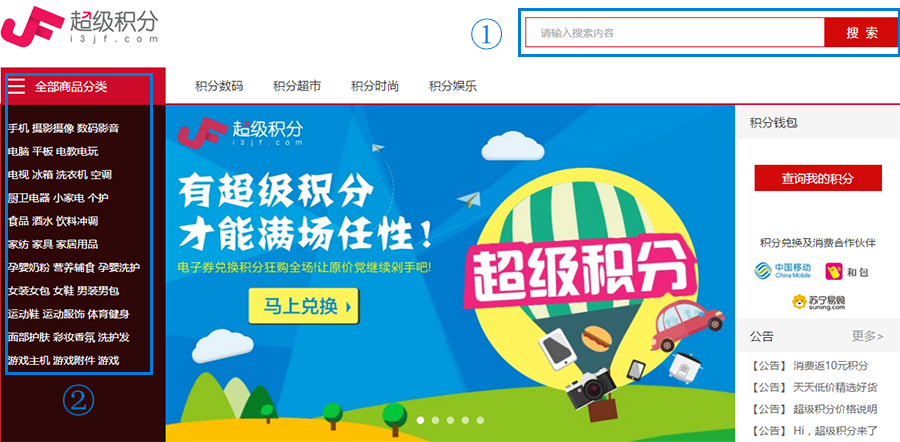 超级积分
i3jf.com
①
请输入搜索内容
搜 索
全部商品分类
积分数码 积分超市 积分时尚 积分娱乐
手机 摄影摄像 数码影音
电脑 平板 电教电玩
电视 冰箱 洗衣机 空调
厨卫电器 小家电 个护
食品 酒水 饮料冲调
家纺 家具 家居用品
孕婴奶粉 营养辅食 孕婴洗护
女装女包 女鞋 男装男包
运动鞋 运动服饰 体育健身
面部护肤 彩妆香氛 洗护发
游戏主机 游戏附件 游戏
②
超级积分
i3jf.com
有超级积分
才能满场任性!
电子券兑换积分狂购全场!让原价党继续剁手吧!
马上兑换
超级积分
积分钱包
查询我的积分
积分兑换及消费合作伙伴
中国移动
China Mobile
和包
苏宁易购
suning.com
公告 更多>
【公告】 消费返10元积分
【公告】 天天低价精选好货
【公告】 超级积分价格说明
【公告】 Hi，超级积分来了